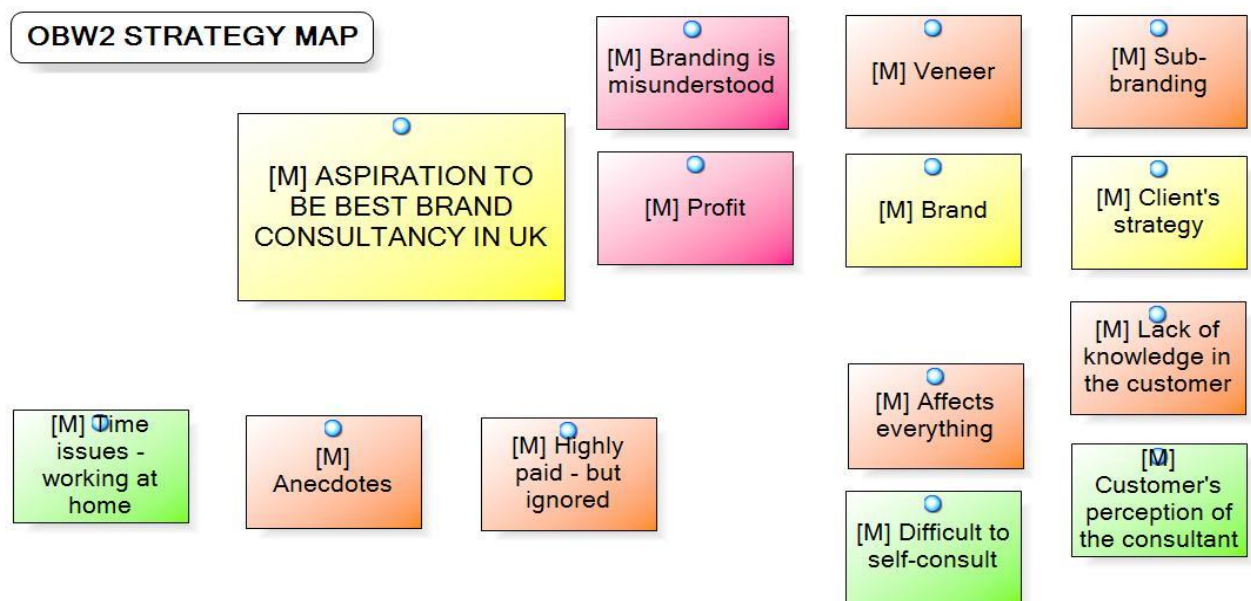 OBW2 STRATEGY MAP
[M] Branding is
misunderstood
[M] Veneer
[M] Sub-
branding
[M] ASPIRATION TO
BE BEST BRAND
CONSULTANCY IN UK
[M] Profit
[M] Brand
[M] Client's
strategy
[M] Lack of
knowledge in
the customer
[M] Affects
everything
[M] Time
issues -
working at
home
[M]
Anecdotes
[M] Highly
paid - but
ignored
[M] Difficult to
self-consult
[M]
Customer's
perception of
the consultant